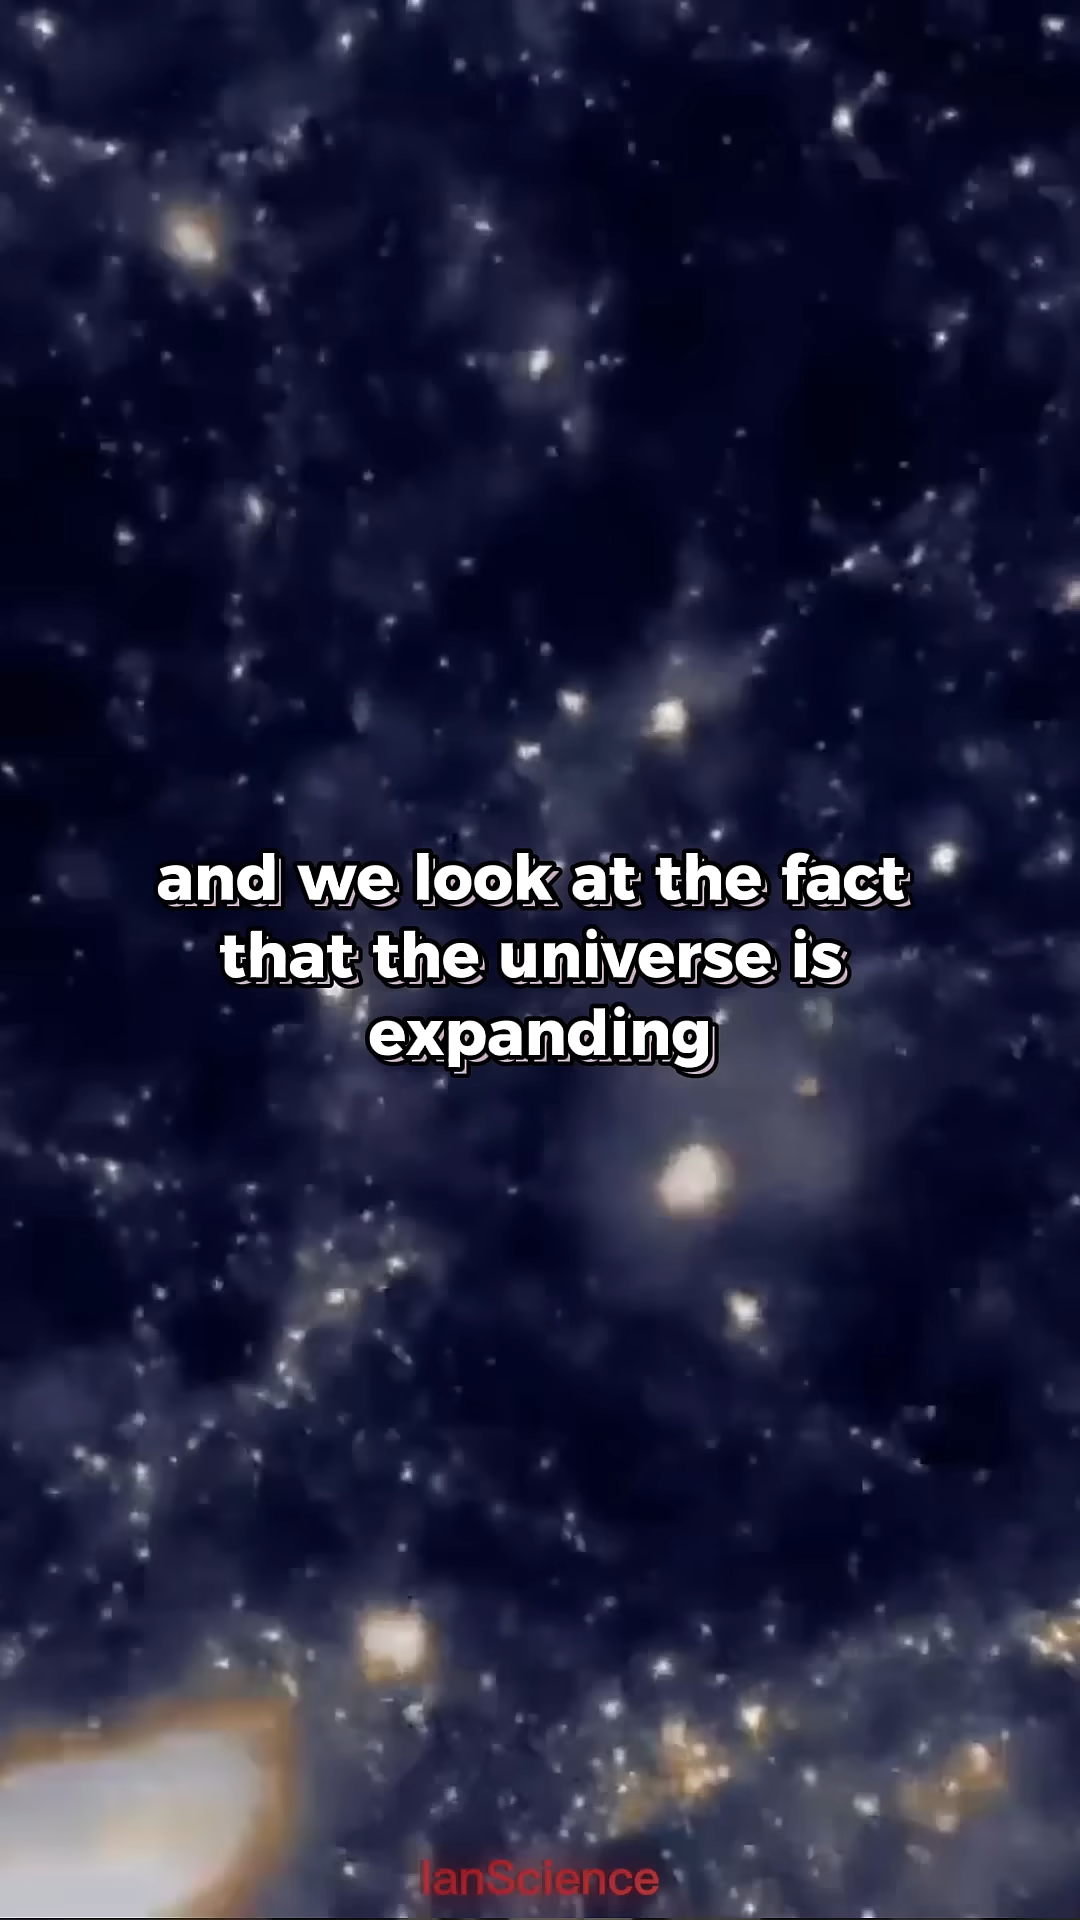 and we look at the fact
that the universe is
expanding
IanScience